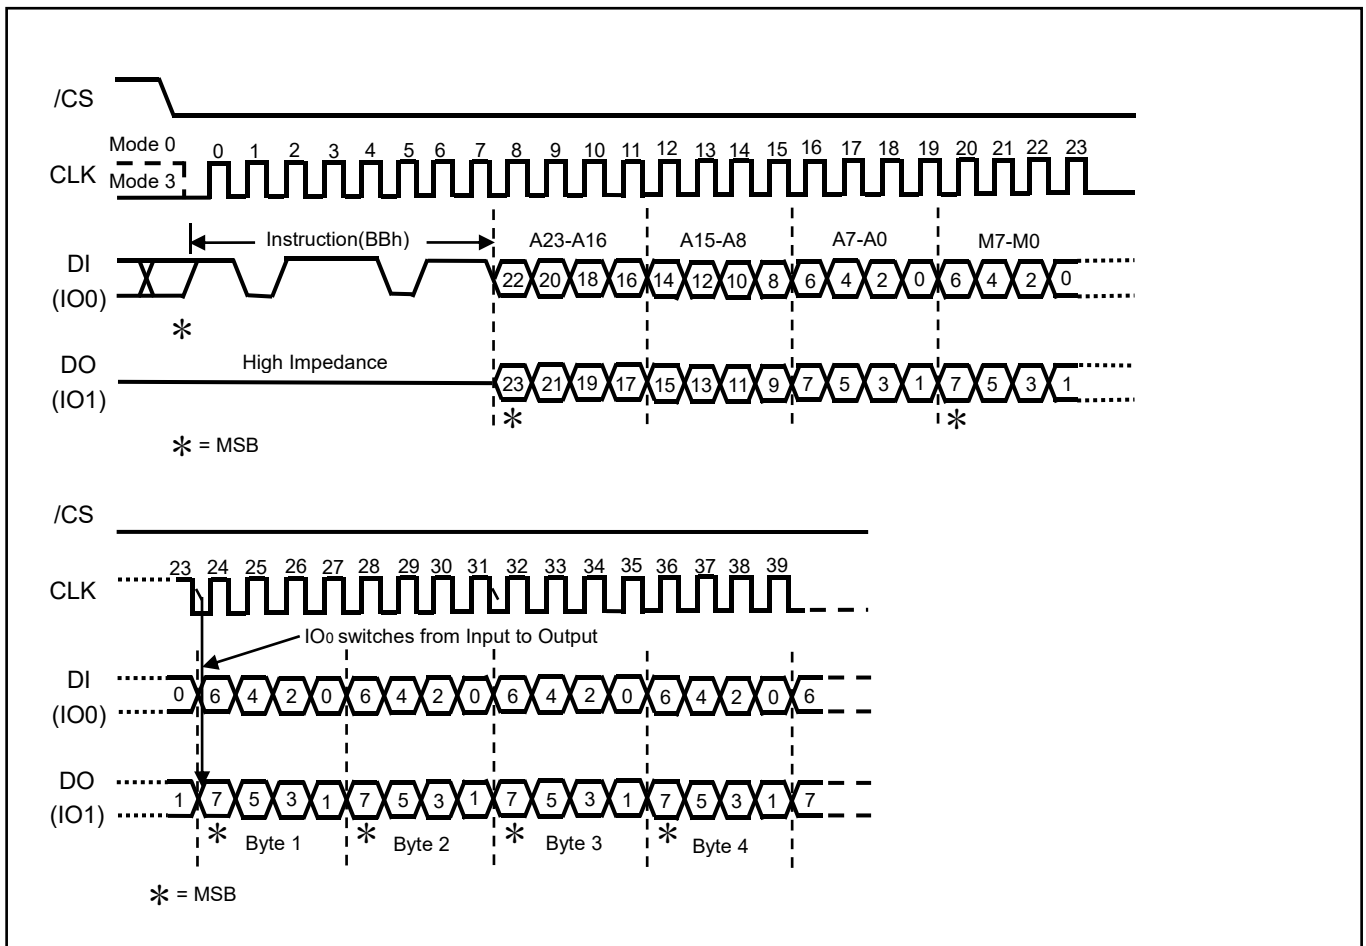 /CS
Mode 0
CLK
Mode 3
0 1 2 3 4 5 6 7 8 9 10 11 12 13 14 15 16 17 18 19 20 21 22 23
Instruction(BBh) A23-A16 A15-A8 A7-A0 M7-M0
DI
(IO0)
22 20 18 16 14 12 10 8 6 4 2 0 6 4 2 0
*
High Impedance
DO
(IO1)
23 21 19 17 15 13 11 9 7 5 3 1 7 5 3 1
* *
* = MSB
/CS
CLK
23 24 25 26 27 28 29 30 31 32 33 34 35 36 37 38 39
IO0 switches from Input to Output
DI
(IO0)
0 6 4 2 0 6 4 2 0 6 4 2 0 6 4 2 0 6
DO
(IO1)
1 7 5 3 1 7 5 3 1 7 5 3 1 7 5 3 1 7
* Byte 1 * Byte 2 * Byte 3 * Byte 4
* = MSB